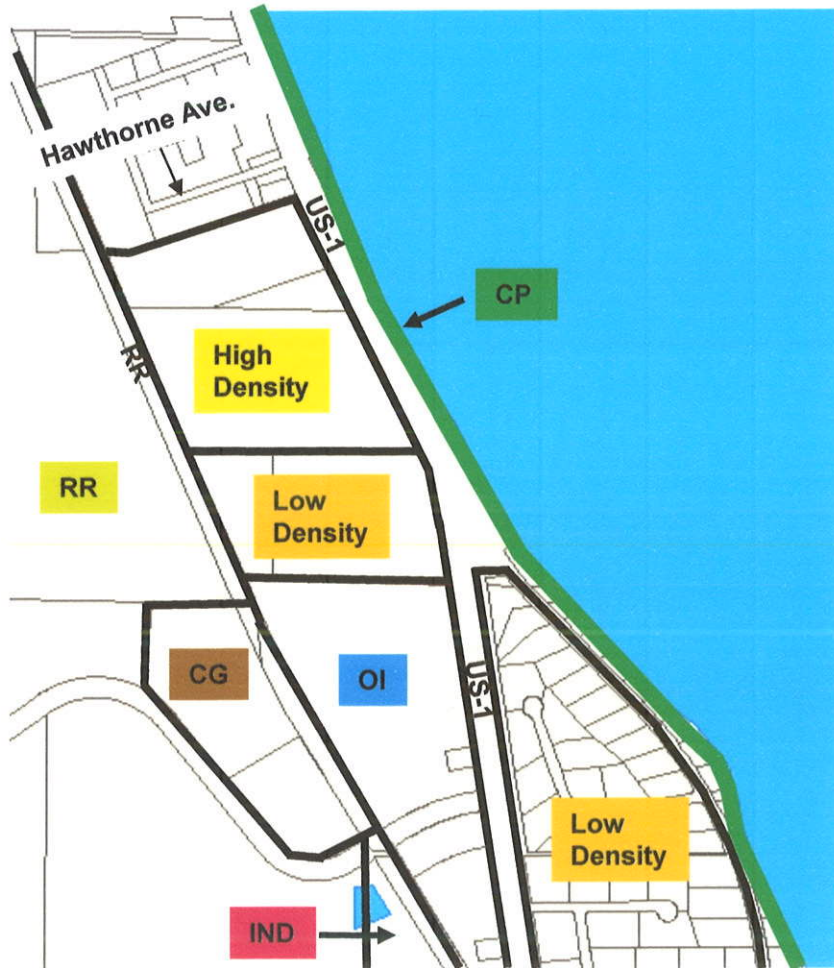 Hawthorne Ave.
US-1
CP
RR
High
Density
RR
Low
Density
CG
OI
US-1
Low
Density
IND